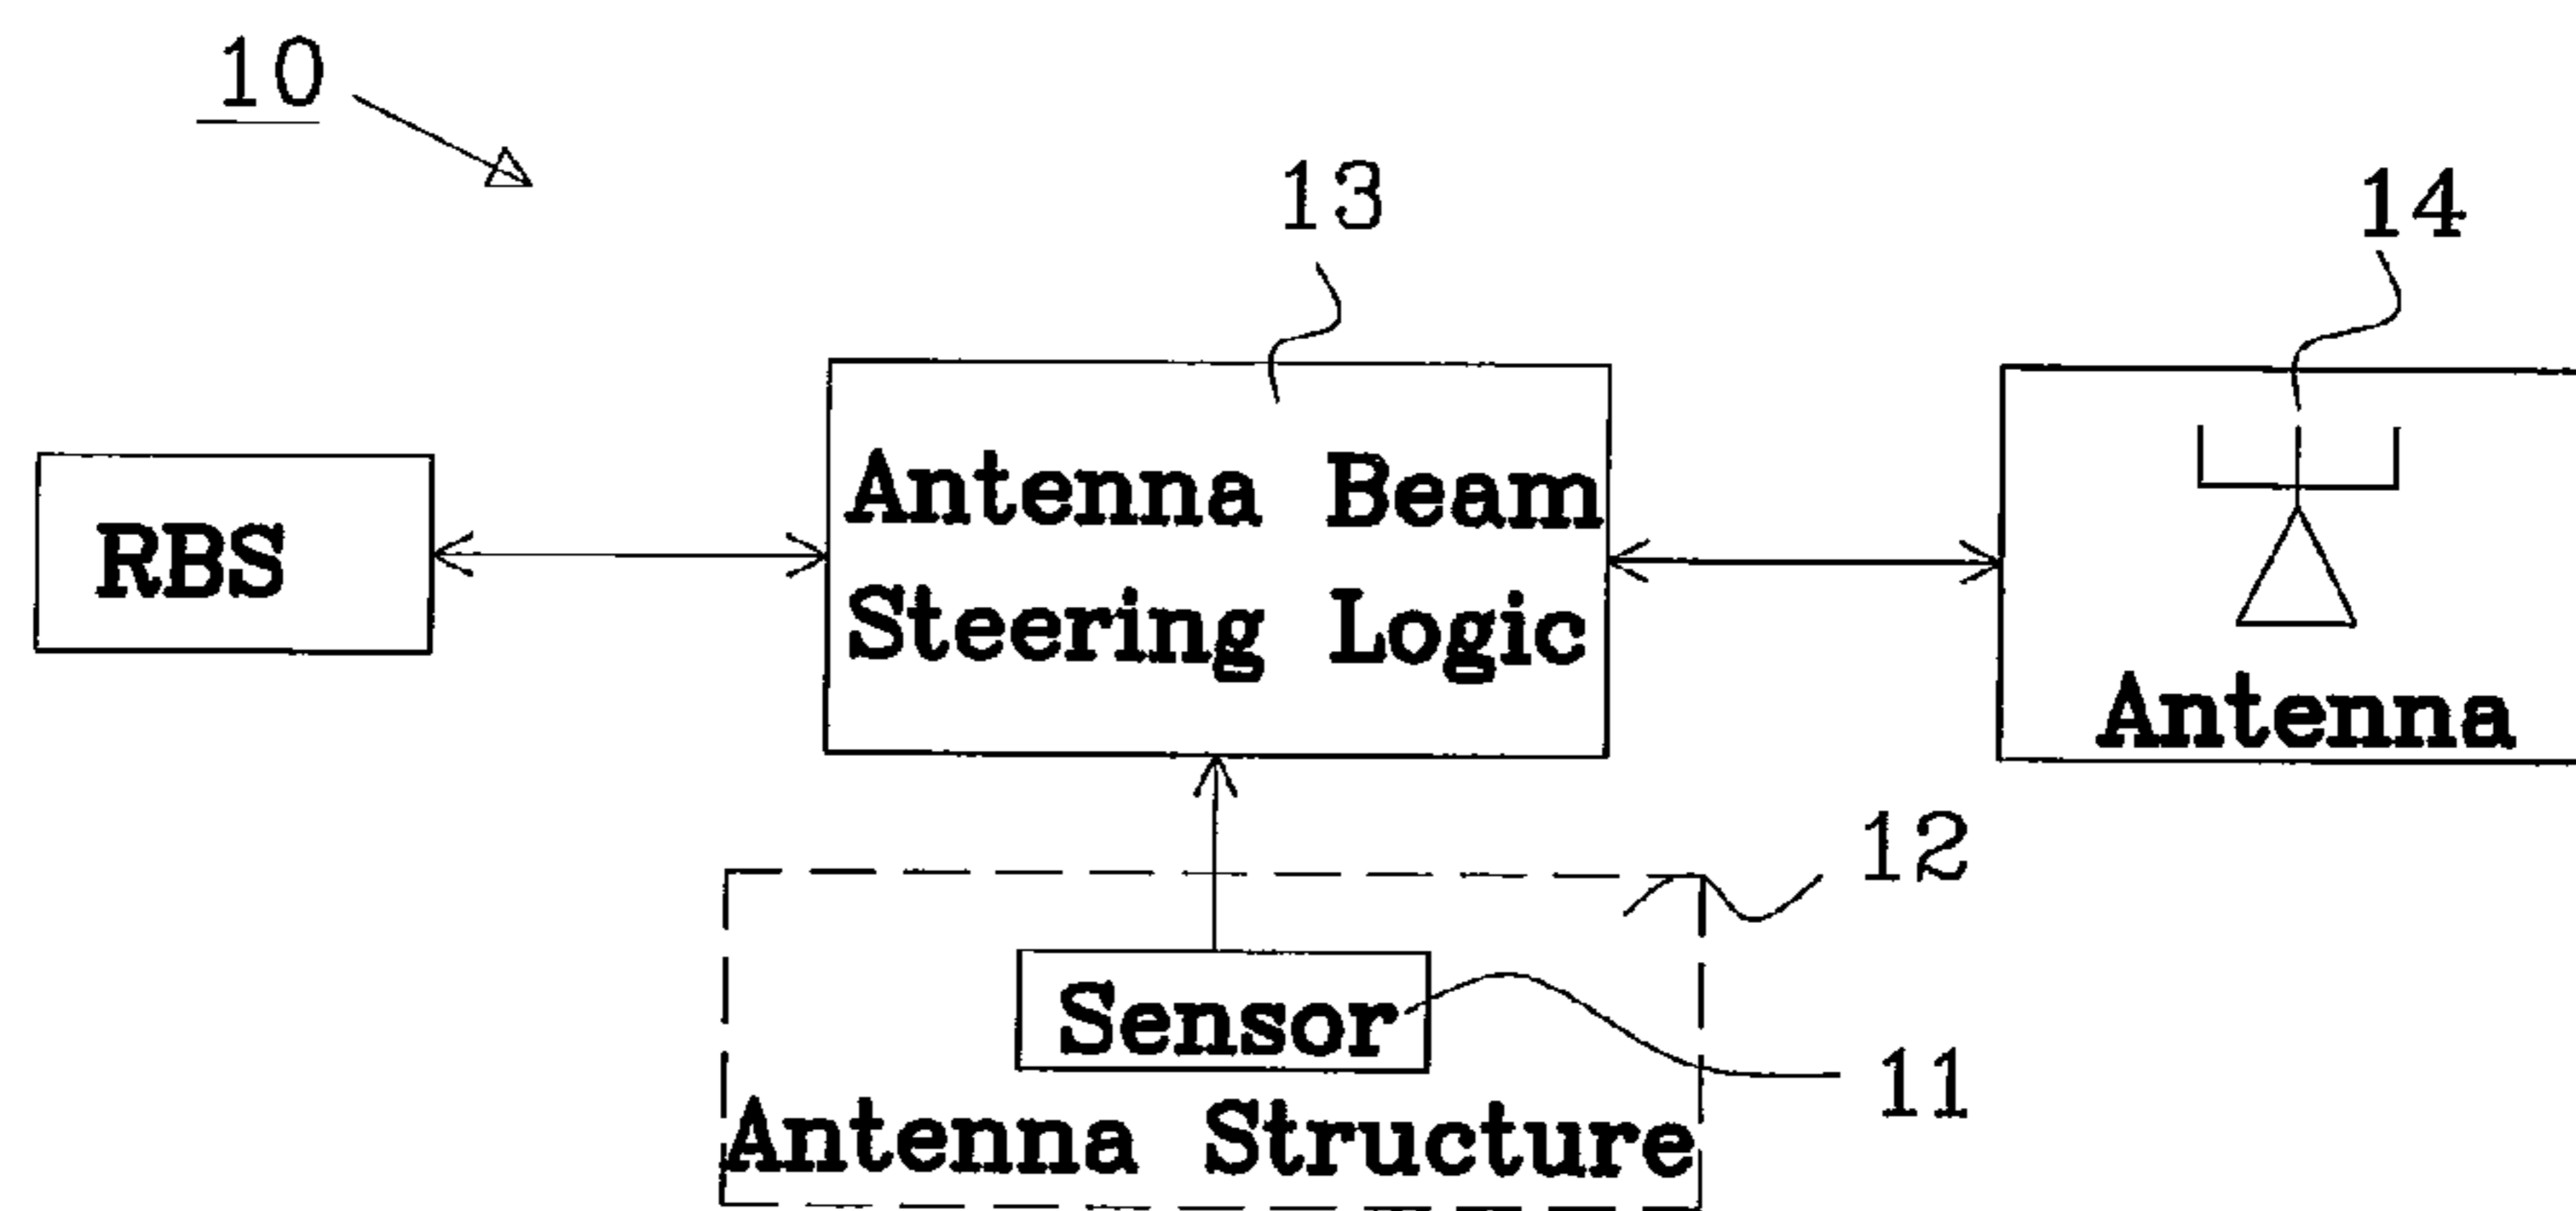 10
13
14
RBS
Antenna Beam
Steering Logic
Antenna
12
Sensor
11
Antenna Structure